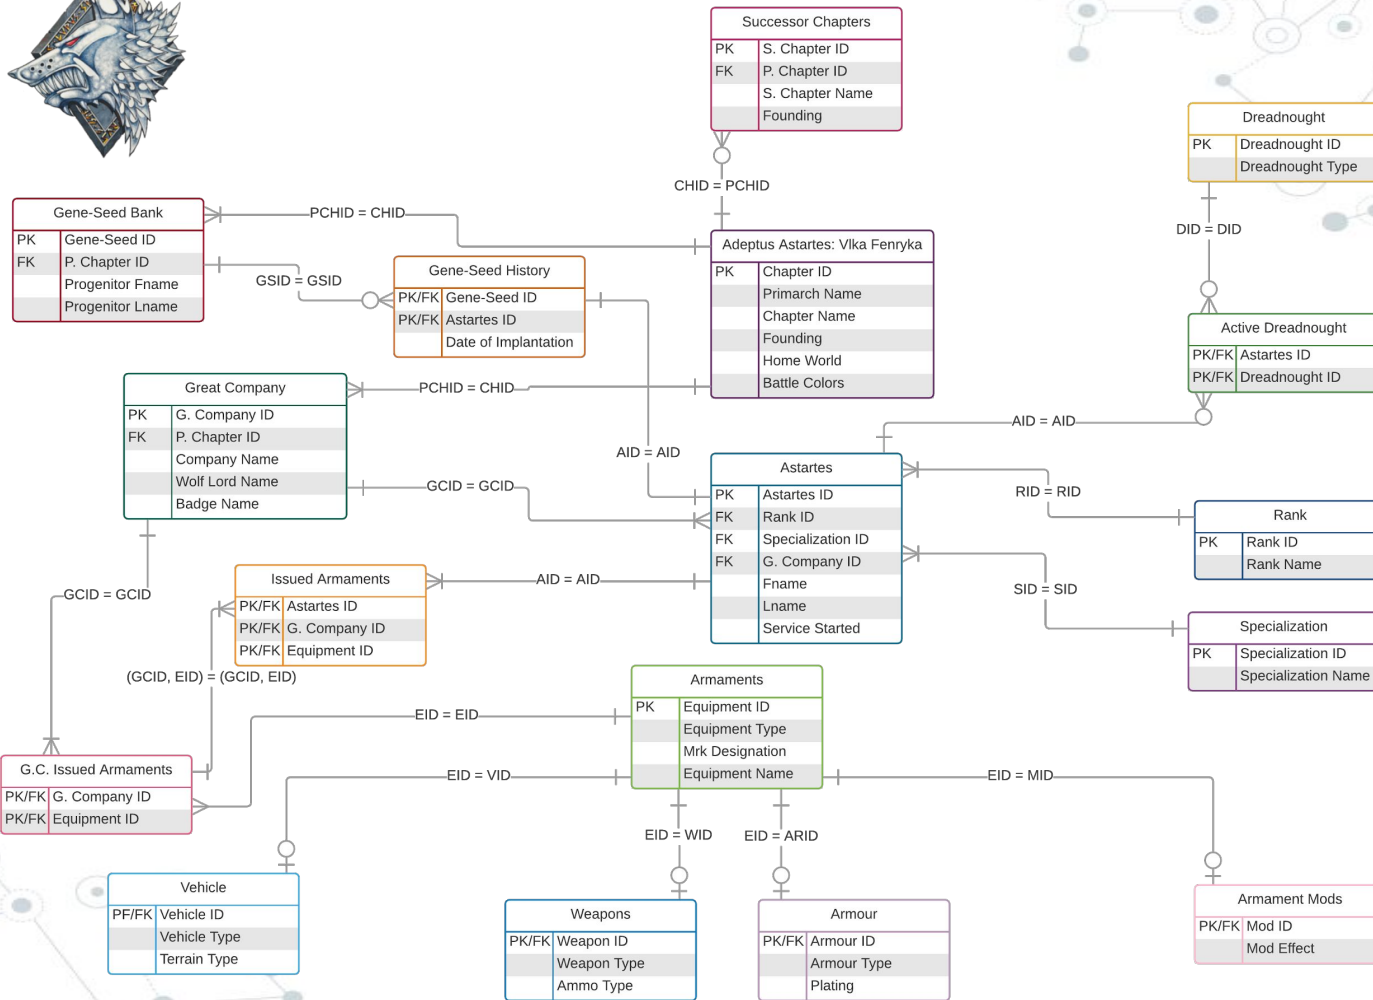 Successor Chapters
PK S. Chapter ID
FK P. Chapter ID
S. Chapter Name
Founding
CHID = PCHID
Dreadnought
PK Dreadnought ID
Dreadnought Type
DID = DID
Gene-Seed Bank
PK Gene-Seed ID
FK P. Chapter ID
Progenitor Fname
Progenitor Lname
PCHID = CHID
GSID = GSID
Gene-Seed History
PK/FK Gene-Seed ID
PK/FK Astartes ID
Date of Implantation
Adeptus Astartes: Vlka Fenryka
PK Chapter ID
Primarch Name
Chapter Name
Founding
Home World
Battle Colors
Active Dreadnought
PK/FK Astartes ID
PK/FK Dreadnought ID
Great Company
PK G. Company ID
FK P. Chapter ID
Company Name
Wolf Lord Name
Badge Name
PCHID = CHID
AID = AID
AID = AID
GCID = GCID
Astartes
PK Astartes ID
FK Rank ID
FK Specialization ID
FK G. Company ID
Fname
Lname
Service Started
RID = RID
Rank
PK Rank ID
Rank Name
SID = SID
Specialization
PK Specialization ID
Specialization Name
GCID = GCID
Issued Armaments
PK/FK Astartes ID
PK/FK G. Company ID
PK/FK Equipment ID
AID = AID
(GCID, EID) = (GCID, EID)
Armaments
PK Equipment ID
Equipment Type
Mrk Designation
Equipment Name
EID = EID
G.C. Issued Armaments
PK/FK G. Company ID
PK/FK Equipment ID
EID = VID
EID = MID
EID = WID
EID = ARID
Vehicle
PF/FK Vehicle ID
Vehicle Type
Terrain Type
Weapons
PK/FK Weapon ID
Weapon Type
Ammo Type
Armour
PK/FK Armour ID
Armour Type
Plating
Armament Mods
PK/FK Mod ID
Mod Effect